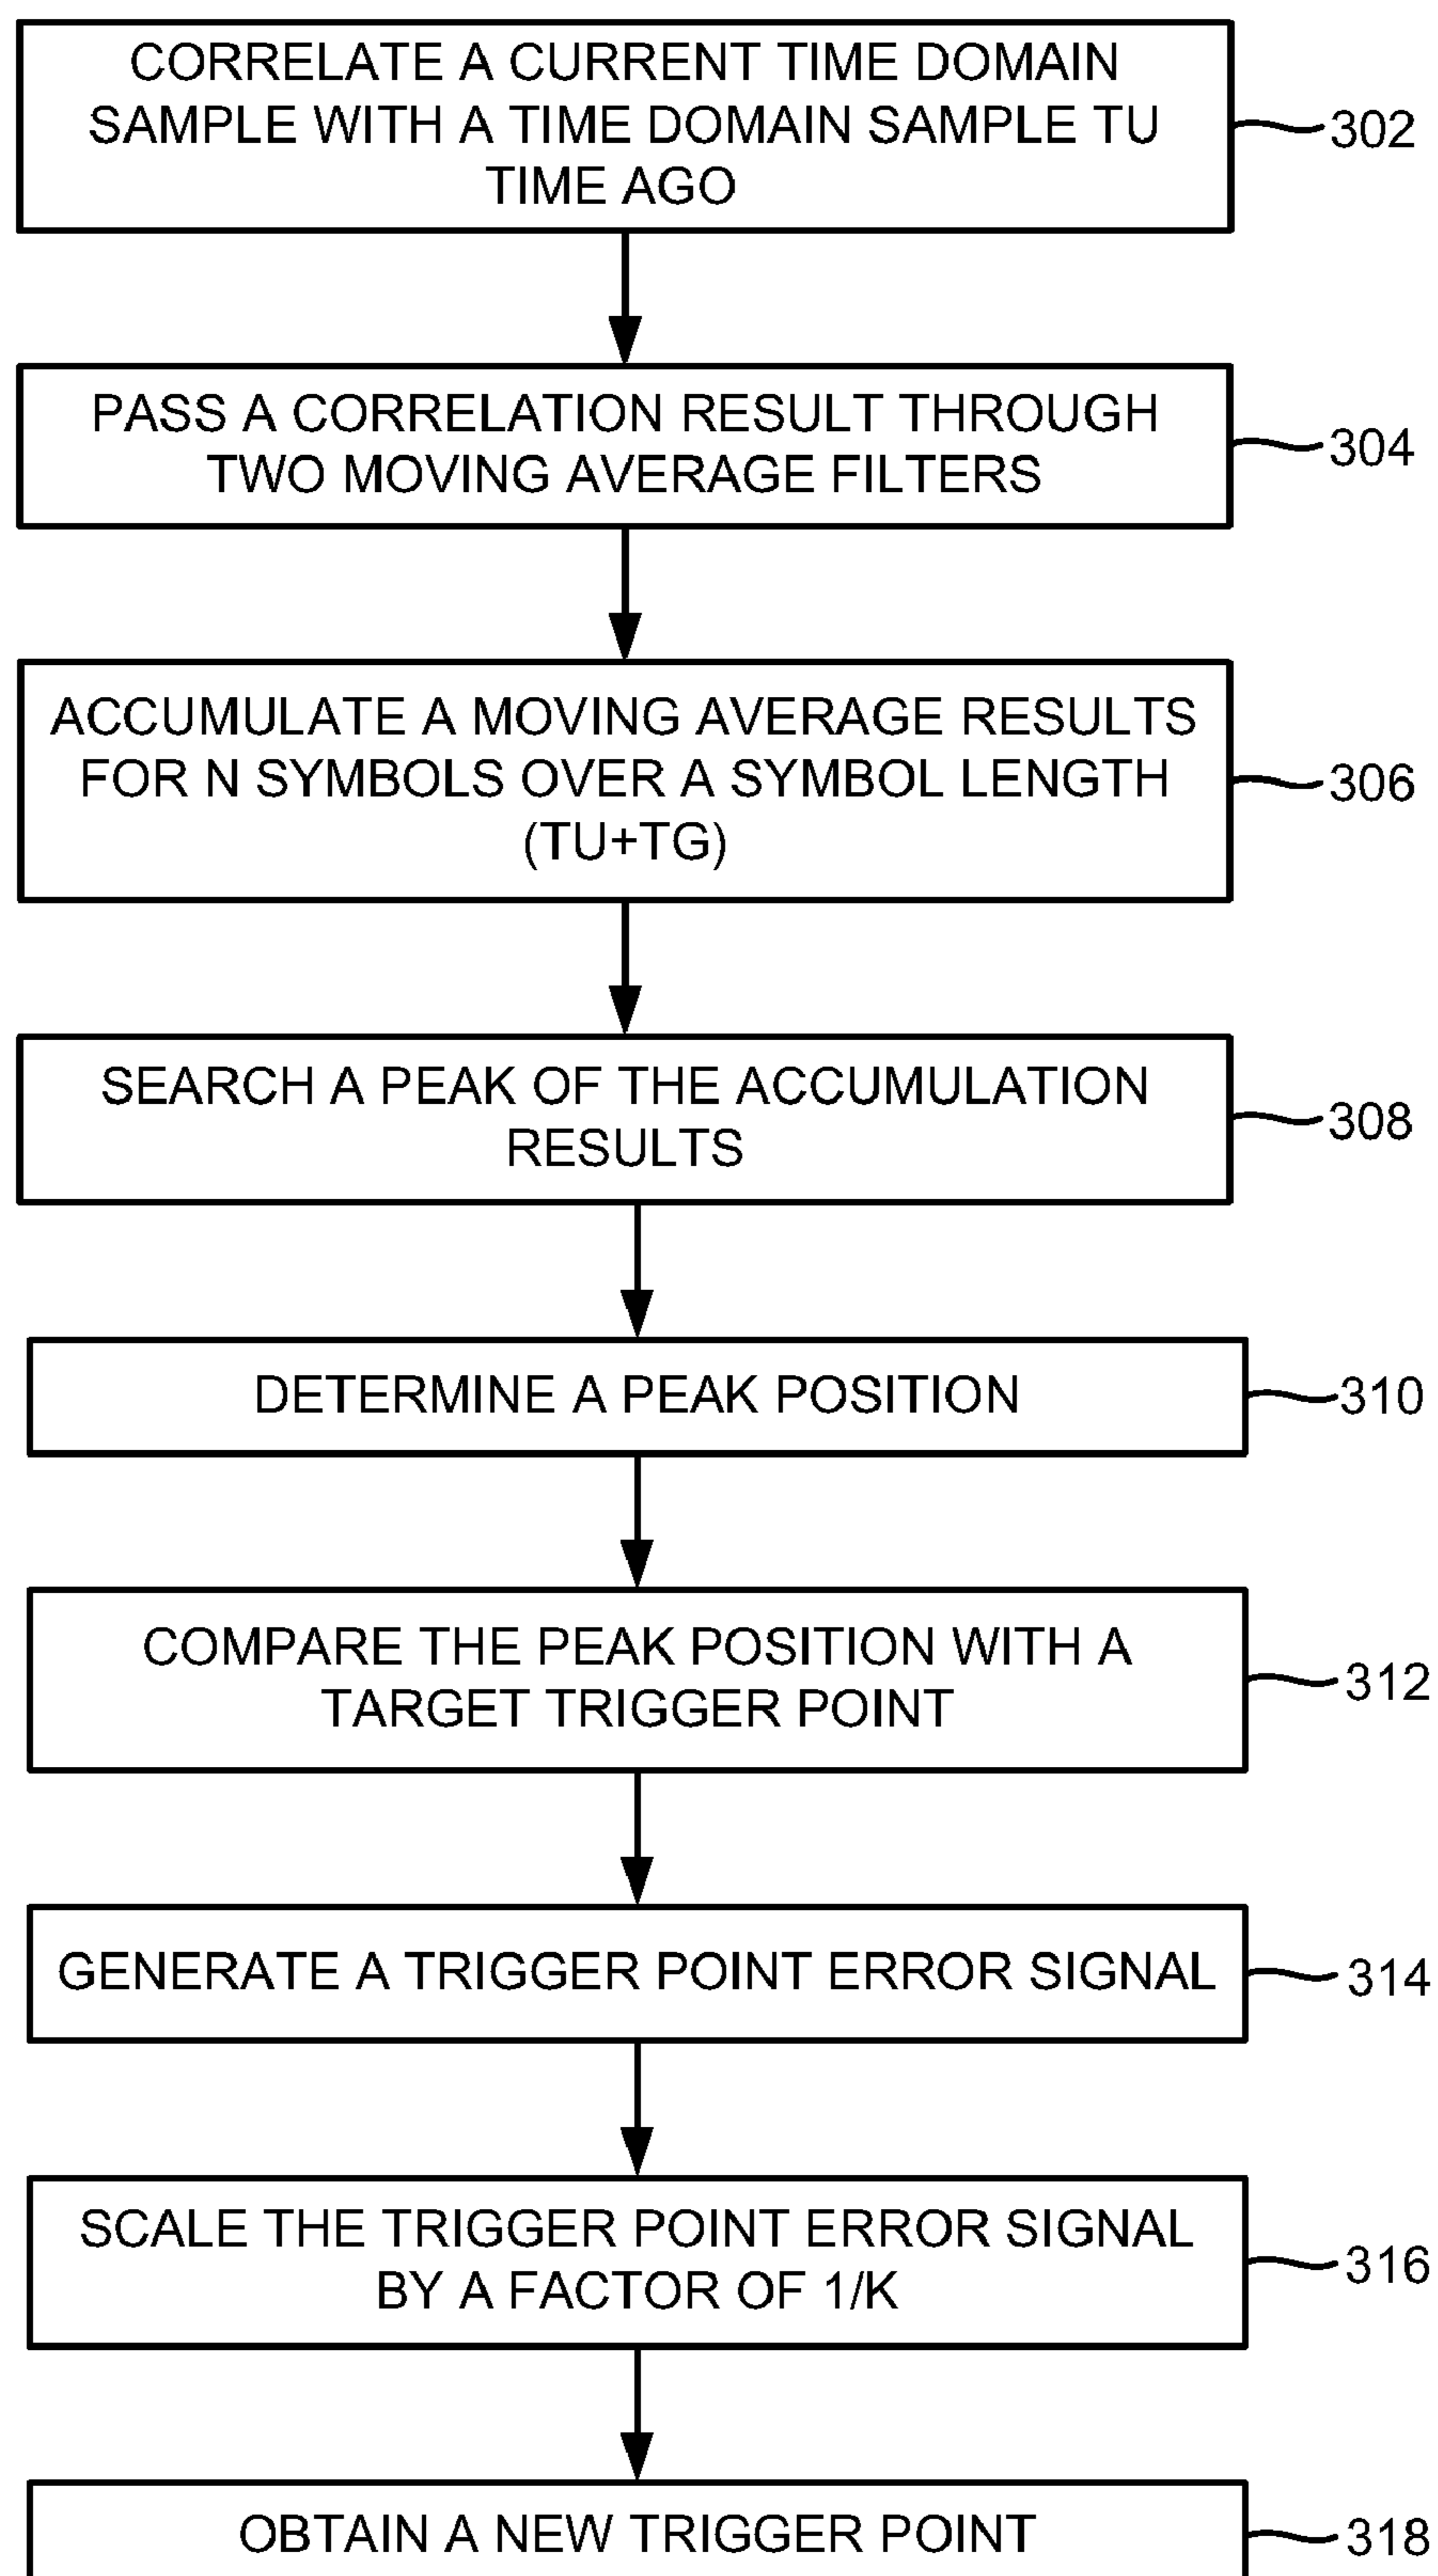 CORRELATE A CURRENT TIME DOMAIN
SAMPLE WITH A TIME DOMAIN SAMPLE TU
TIME AGO
302
PASS A CORRELATION RESULT THROUGH
TWO MOVING AVERAGE FILTERS
304
ACCUMULATE A MOVING AVERAGE RESULTS
FOR N SYMBOLS OVER A SYMBOL LENGTH
(TU+TG)
306
SEARCH A PEAK OF THE ACCUMULATION
RESULTS
308
DETERMINE A PEAK POSITION
310
COMPARE THE PEAK POSITION WITH A
TARGET TRIGGER POINT
312
GENERATE A TRIGGER POINT ERROR SIGNAL
314
SCALE THE TRIGGER POINT ERROR SIGNAL
BY A FACTOR OF 1/K
316
OBTAIN A NEW TRIGGER POINT
318